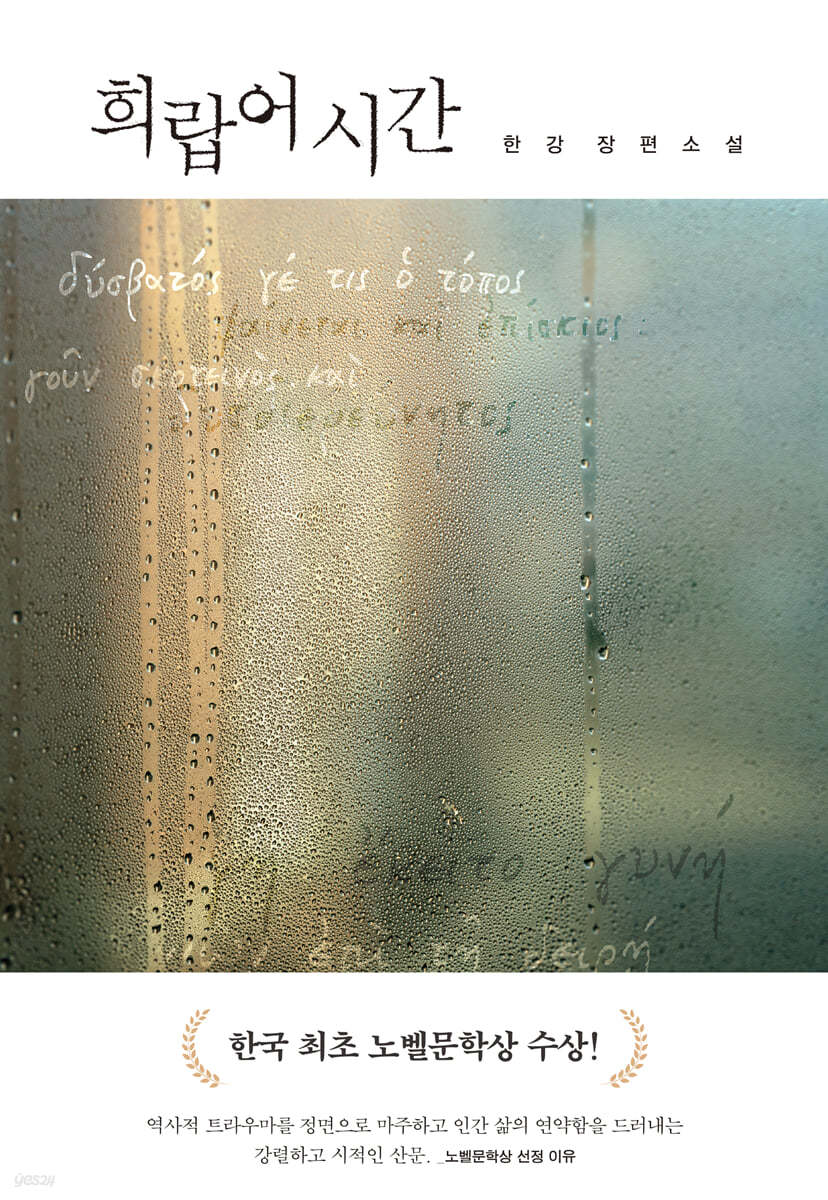 희랍어 시간
한 강 장 편 소 설
δύσβατός γέ τις ὁ τόπος
φαίνεται καὶ ἐπίσκιος·
γοῦν σκοτεινὸς καὶ
γυνή
ἐπὶ τῇ
한국 최초 노벨문학상 수상!
역사적 트라우마를 정면으로 마주하고 인간 삶의 연약함을 드러내는
강렬하고 시적인 산문. _노벨문학상 선정 이유
yes24